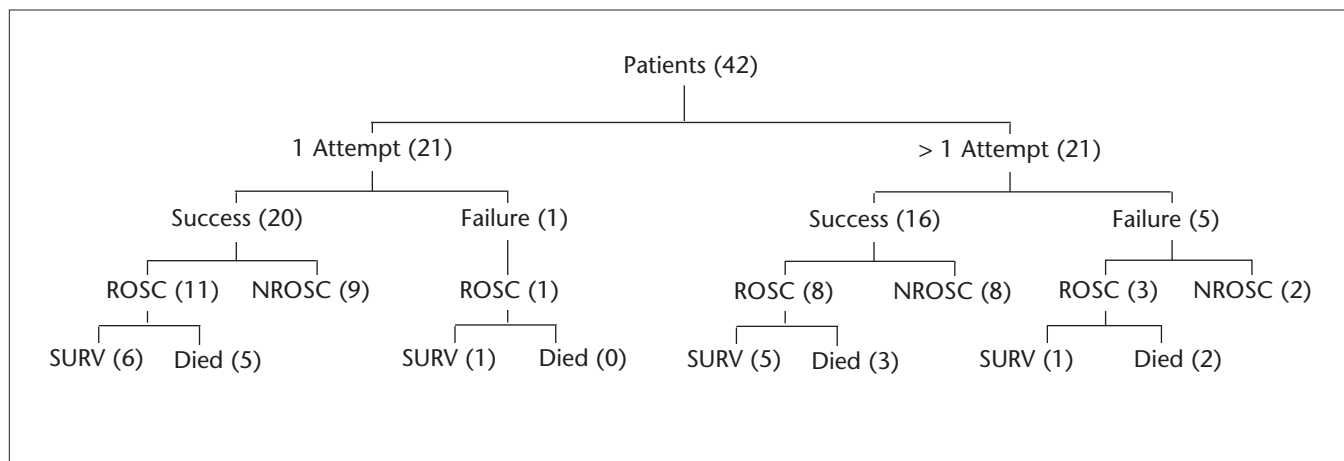 Patients (42)
1 Attempt (21) > 1 Attempt (21)
Success (20) Failure (1) Success (16) Failure (5)
ROSC (11) NROSC (9) ROSC (1) ROSC (8) NROSC (8) ROSC (3) NROSC (2)
SURV (6) Died (5) SURV (1) Died (0) SURV (5) Died (3) SURV (1) Died (2)